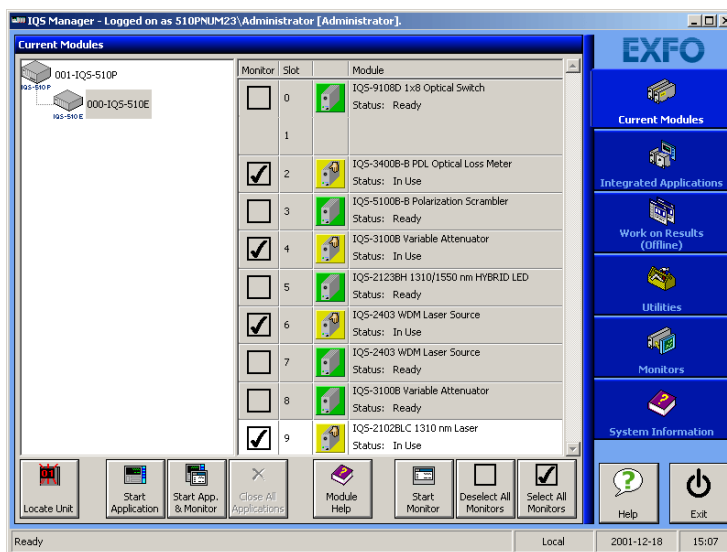 IQS Manager - Logged on as 510PNUM23\Administrator [Administrator].
Current Modules
001-IQS-510P
IQS-510P
000-IQS-510E
IQS-510E
Monitor Slot Module
0 IQS-9108D 1x8 Optical Switch
Status: Ready
1
2 IQS-3400B-B PDL Optical Loss Meter
Status: In Use
3 IQS-5100B-B Polarization Scrambler
Status: Ready
4 IQS-3100B Variable Attenuator
Status: In Use
5 IQS-2123BH 1310/1550 nm HYBRID LED
Status: Ready
6 IQS-2403 WDM Laser Source
Status: In Use
7 IQS-2403 WDM Laser Source
Status: Ready
8 IQS-3100B Variable Attenuator
Status: Ready
9 IQS-2102BLC 1310 nm Laser
Status: In Use
EXFO
Current Modules
Integrated Applications
Work on Results
(Offline)
Utilities
Monitors
System Information
Locate Unit
Start
Application
Start App.
& Monitor
Close All
Applications
Module
Help
Start
Monitor
Deselect All
Monitors
Select All
Monitors
Help
Exit
Ready
Local
2001-12-18
15:07